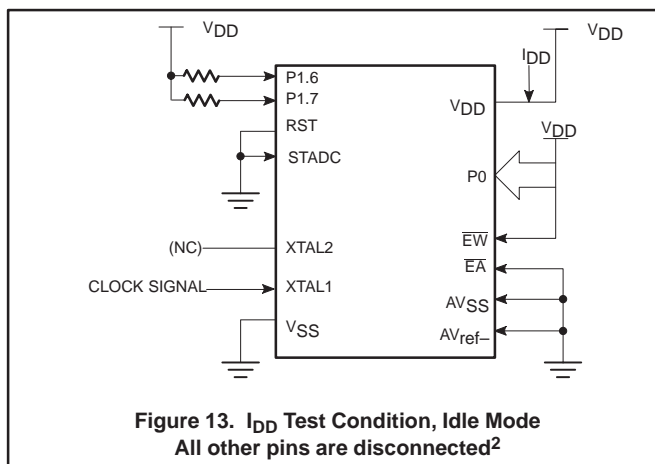 VDD
VDD
IDD
P1.6
P1.7
VDD
RST
VDD
STADC
P0
(NC)
XTAL2
EW
EA
CLOCK SIGNAL
XTAL1
AVSS
VSS
AVref–
Figure 13. IDD Test Condition, Idle Mode
All other pins are disconnected2